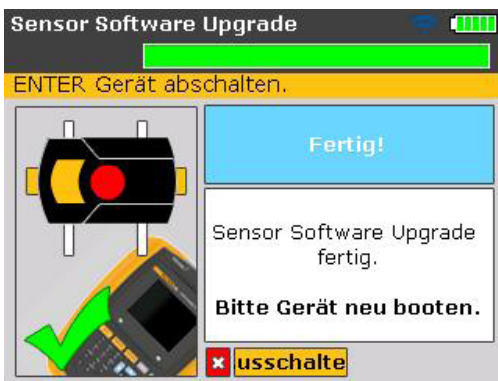 Sensor Software Upgrade
ENTER Gerät abschalten.
Fertig!
Sensor Software Upgrade
fertig.
Bitte Gerät neu booten.
usschalte